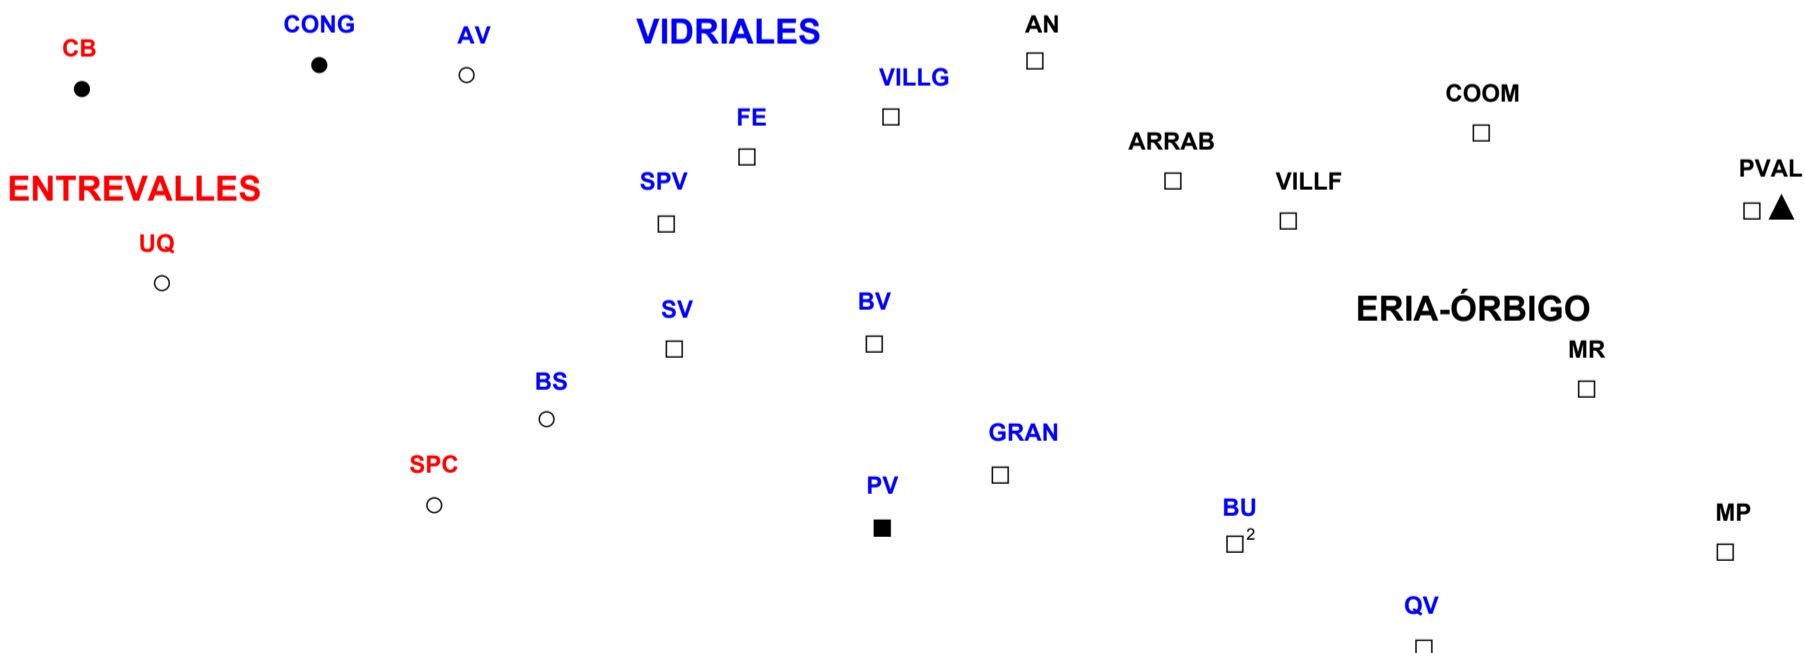 CONG
AN
VIDRIALES
AV
CB
VILLG
COOM
FE
ARRAB
PVAL
SPV
VILLF
ENTREVALLES
UQ
BV
SV
ERIA-ÓRBIGO
MR
BS
GRAN
SPC
PV
BU
2
MP
QV